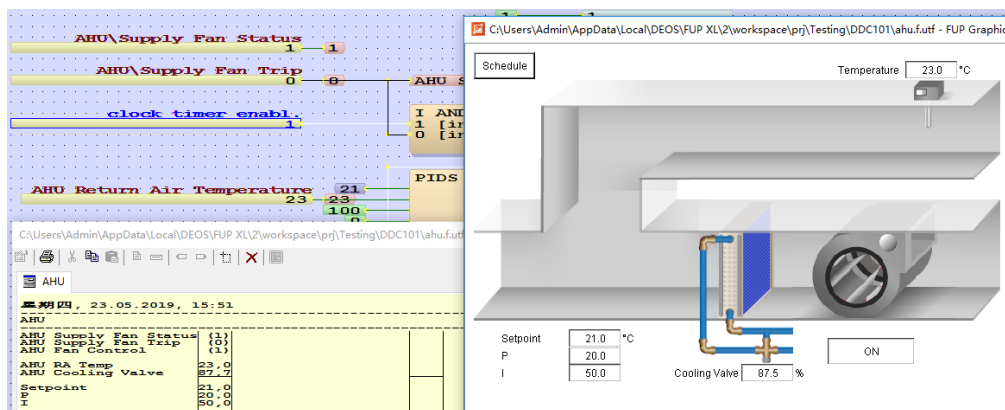 AHU\Supply Fan Status
1
1
AHU\Supply Fan Trip
0
0
AHU S
clock timer enabl.
1
I AND
1 [in
0 [in
PIDS
AHU Return Air Temperature
21
23
23
100
C:\Users\Admin\AppData\Local\DEOS\FUP XL\2\workspace\prj\Testing\DDC101\ahu.f.utf
AHU
星期四, 23.05.2019, 15:51
AHU
AHU Supply Fan Status (1)
AHU Supply Fan Trip (0)
AHU Fan Control (1)
AHU RA Temp 23,0
AHU Cooling Valve 87,7
Setpoint 21,0
P 20,0
I 50,0
C:\Users\Admin\AppData\Local\DEOS\FUP XL\2\workspace\prj\Testing\DDC101\ahu.f.utf - FUP Graphic
Schedule
Temperature 23.0 °C
Setpoint 21.0 °C
P 20.0
I 50.0
Cooling Valve 87.5 %
ON